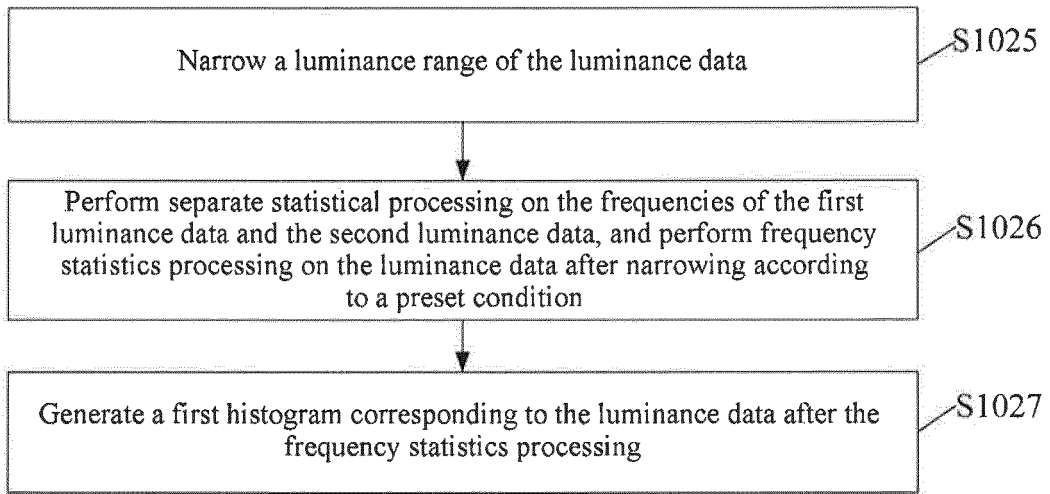 Narrow a luminance range of the luminance data
S1025
Perform separate statistical processing on the frequencies of the first
luminance data and the second luminance data, and perform frequency
statistics processing on the luminance data after narrowing according
to a preset condition
S1026
Generate a first histogram corresponding to the luminance data after the
frequency statistics processing
S1027